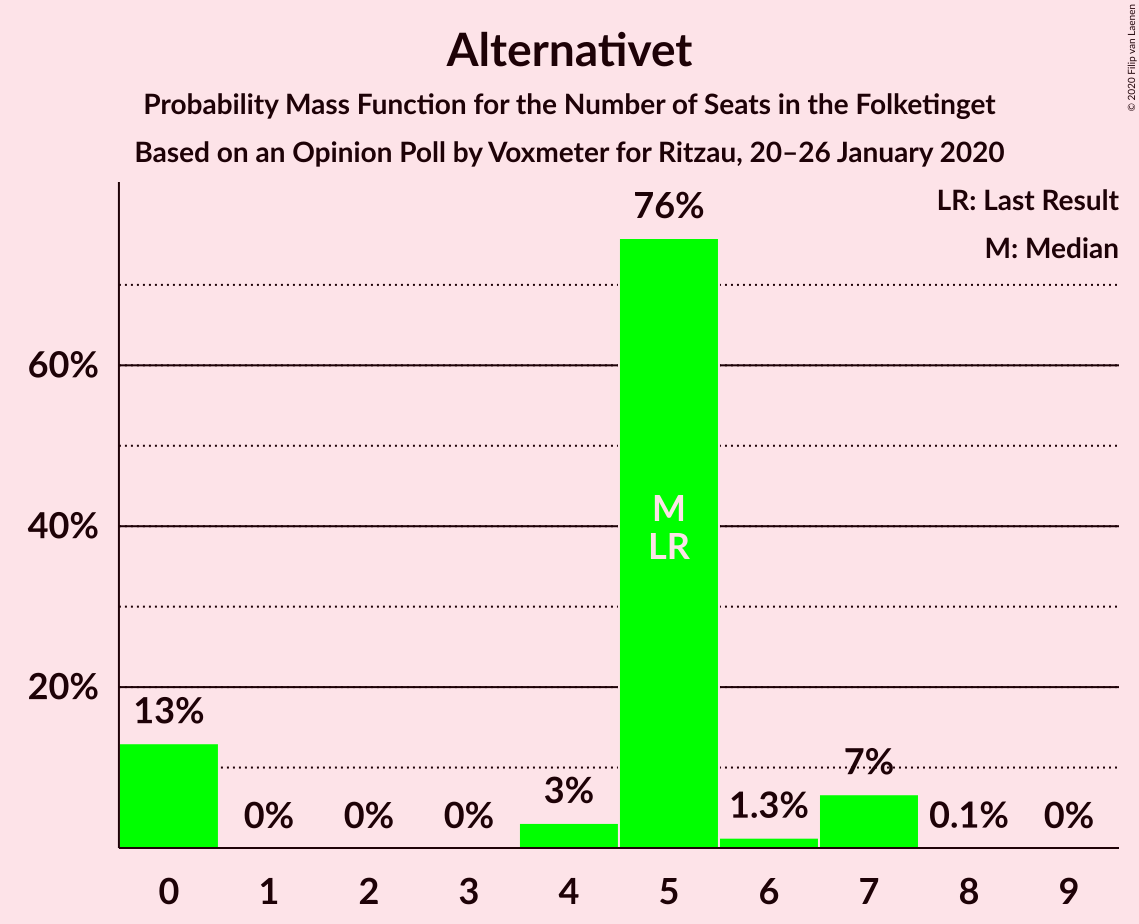 Alternativet
Probability Mass Function for the Number of Seats in the Folketinget
Based on an Opinion Poll by Voxmeter for Ritzau, 20–26 January 2020
© 2020 Filip van Laenen
LR: Last Result
M: Median
76%
60%
40%
20%
M
LR
13%
0%
0%
0%
3%
1.3%
7%
0.1%
0%
0 1 2 3 4 5 6 7 8 9